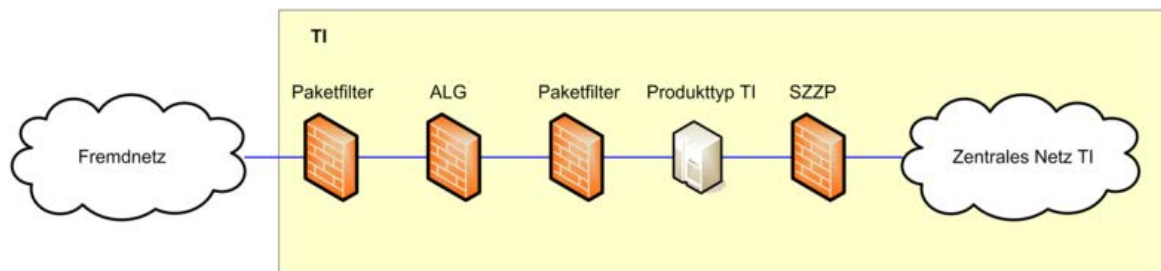 TI
Paketfilter
ALG
Paketfilter
Produkttyp TI
SZZP
Fremdnetz
Zentrales Netz TI